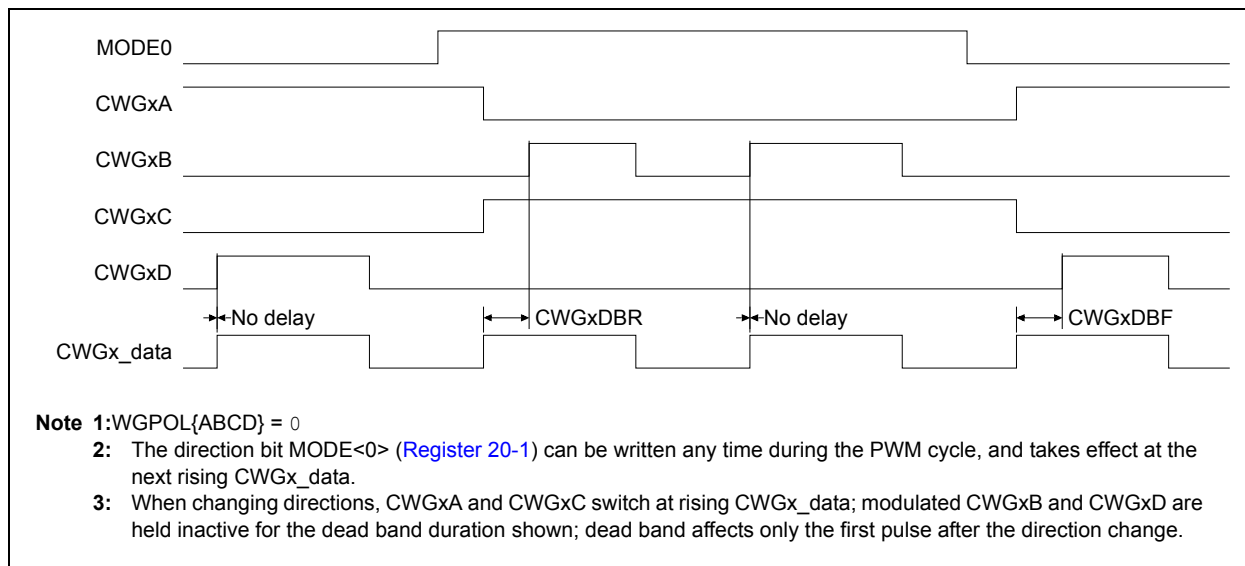 MODE0
CWGxA
CWGxB
CWGxC
CWGxD
No delay CWGxDBR No delay CWGxDBF
CWGx_data
Note 1:WGPOL{ABCD} = 0
2: The direction bit MODE<0> (Register 20-1) can be written any time during the PWM cycle, and takes effect at the
next rising CWGx_data.
3: When changing directions, CWGxA and CWGxC switch at rising CWGx_data; modulated CWGxB and CWGxD are
held inactive for the dead band duration shown; dead band affects only the first pulse after the direction change.